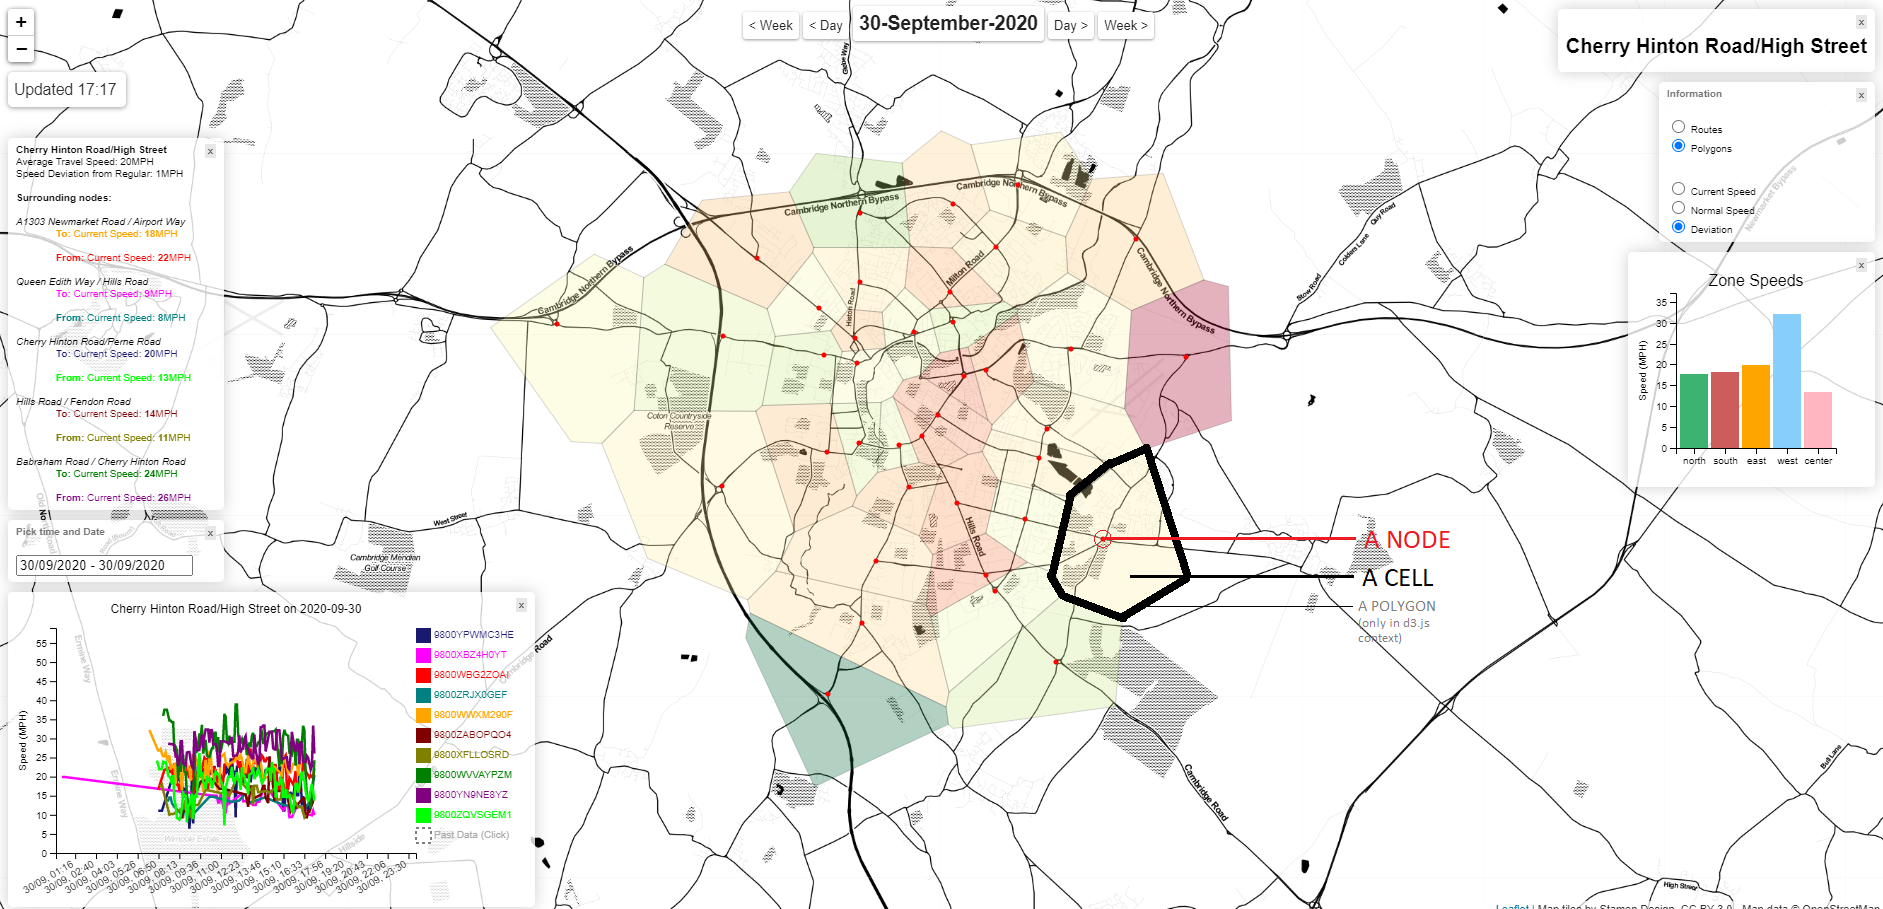 +
−
Updated 17:17
< Week
< Day
30-September-2020
Day >
Week >
x
Cherry Hinton Road/High Street
Information
x
Routes
Polygons
Current Speed
Normal Speed
Deviation
x
Zone Speeds
Speed (MPH)
35
30
25
20
15
10
5
0
north
south
east
west
center
Cherry Hinton Road/High Street
x
Average Travel Speed: 20MPH
Speed Deviation from Regular: 1MPH
Surrounding nodes:
A1303 Newmarket Road / Airport Way
To: Current Speed: 18MPH
From: Current Speed: 22MPH
Queen Edith Way / Hills Road
To: Current Speed: 9MPH
From: Current Speed: 8MPH
Cherry Hinton Road/Perne Road
To: Current Speed: 20MPH
From: Current Speed: 13MPH
Hills Road / Fendon Road
To: Current Speed: 14MPH
From: Current Speed: 11MPH
Babraham Road / Cherry Hinton Road
To: Current Speed: 24MPH
From: Current Speed: 26MPH
Pick time and Date
x
30/09/2020 - 30/09/2020
Cherry Hinton Road/High Street on 2020-09-30
x
Speed (MPH)
55
50
45
40
35
30
25
20
15
10
5
0
30/09, 01:16
30/09, 02:40
30/09, 04:03
30/09, 05:26
30/09, 06:50
30/09, 08:13
30/09, 09:36
30/09, 11:00
30/09, 12:23
30/09, 13:46
30/09, 15:10
30/09, 16:33
30/09, 17:56
30/09, 19:20
30/09, 20:43
30/09, 22:06
30/09, 23:30
9800YPWMC3HE
9800XBZ4H0YT
9800WBG2ZOAI
9800ZRJX0GEF
9800WWXM290F
9800ZABOPQO4
9800XFLLOSRD
9800WVVAYPZM
9800YN9NE8YZ
9800ZQVSGEM1
Past Data (Click)
Glebe Way
Cambridge Northern Bypass
Cambridge Northern Bypass
Cambridge Northern Bypass
Cambridge Northern Bypass
Milton Road
Histon Road
Hills Road
Coton Countryside
Reserve
West Street
Cambridge Meridian
Golf Course
Quy Road
Stow Road
Newmarket Bypass
Ermine Way
Ermine Way
Wimpole Estate
Hillside
Cambridge Road
Cambridge Road
Bull Lane
High Street
A NODE
A CELL
A POLYGON
(only in d3.js
context)
Leaflet | Map tiles by Stamen Design, CC BY 3.0 Map data © OpenStreetMap